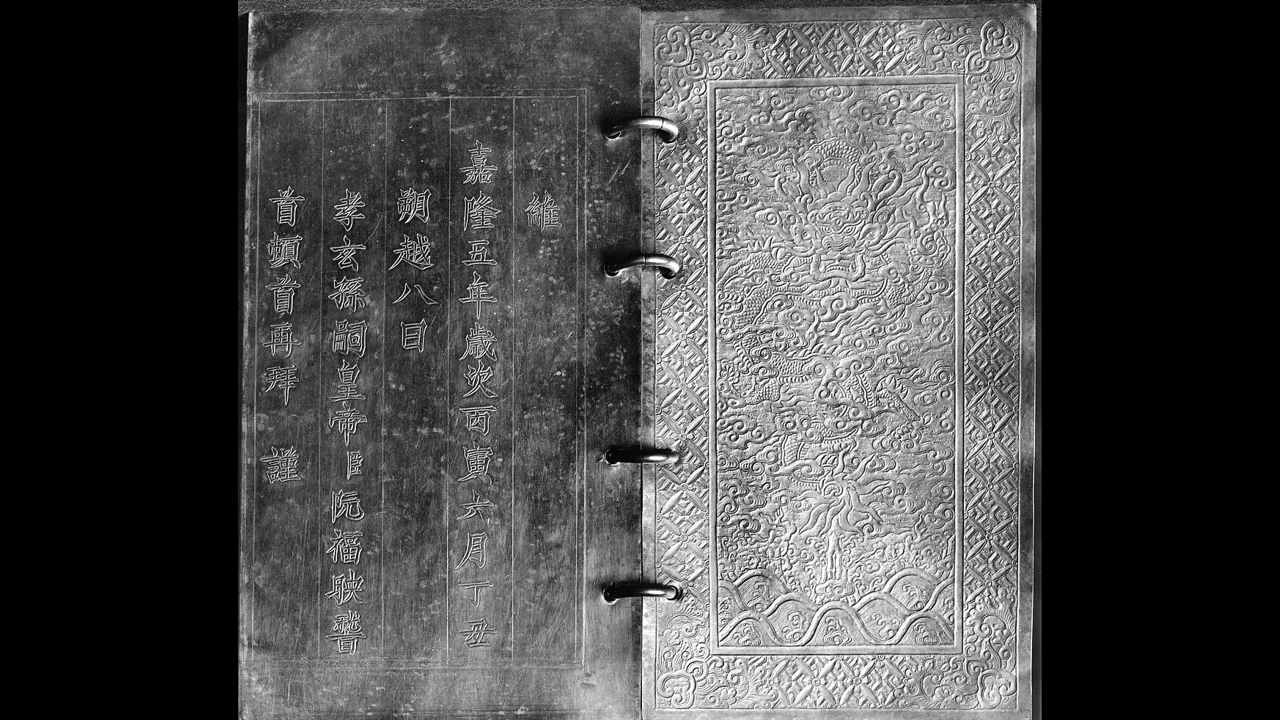 維
嘉隆五年歲次丙寅六月丁丑
朔越八日
孝玄孫嗣皇帝臣阮福映稽
首頓首再拜 謹